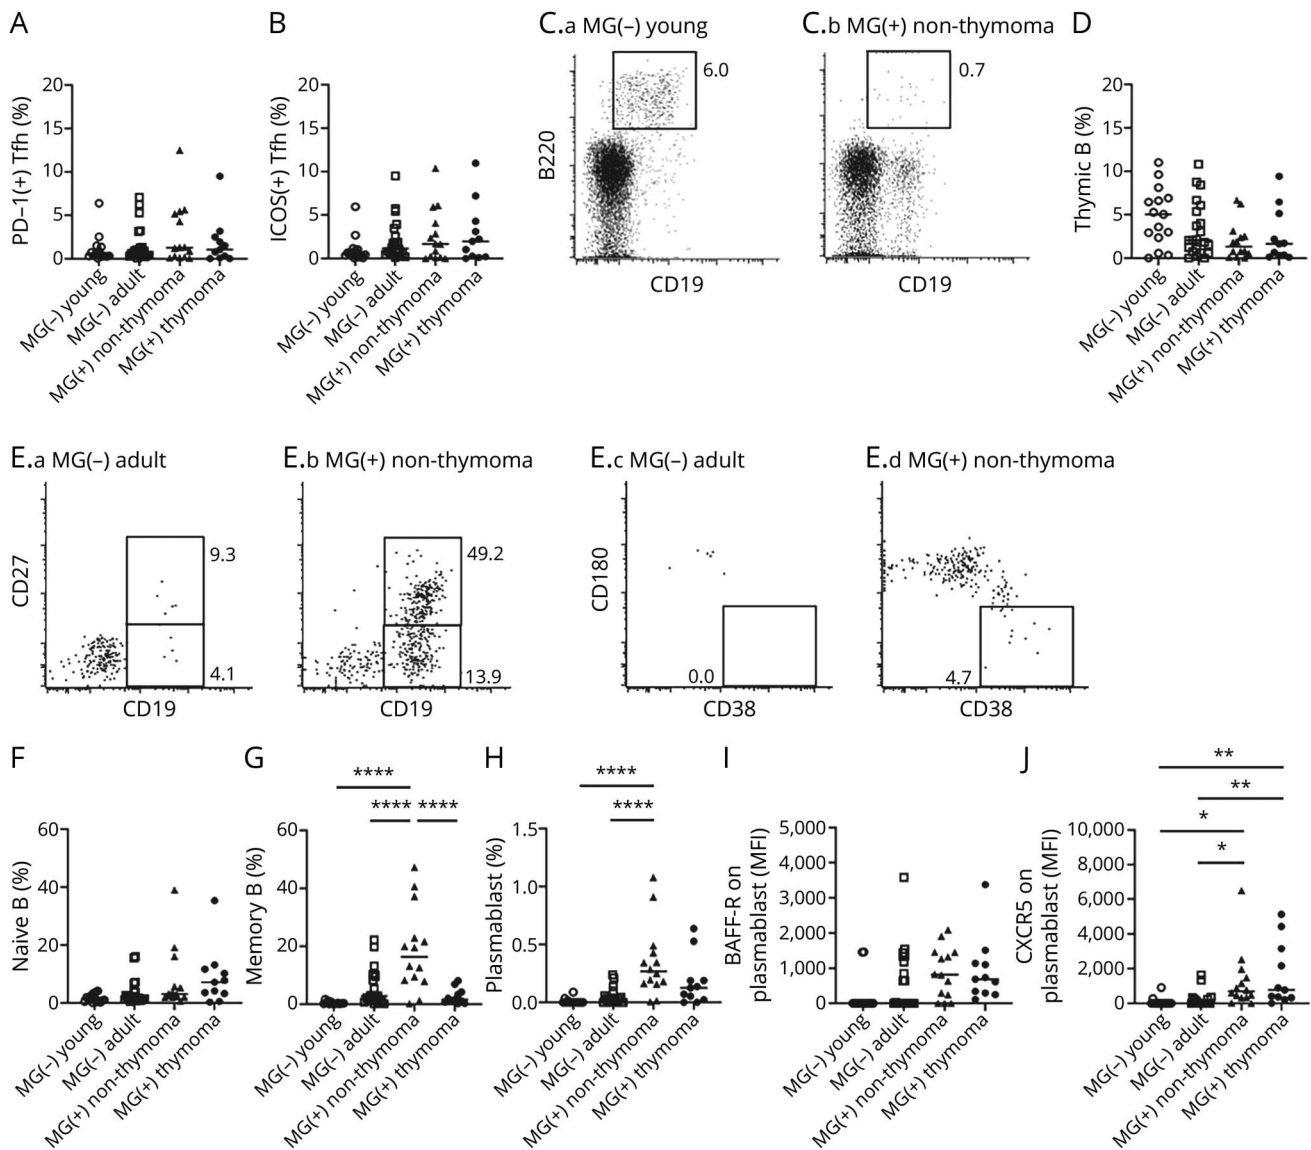 A
PD–1(+) Tfh (%)
20
15
10
5
0
MG(–) young
MG(–) adult
MG(+) non-thymoma
MG(+) thymoma
B
ICOS(+) Tfh (%)
20
15
10
5
0
MG(–) young
MG(–) adult
MG(+) non-thymoma
MG(+) thymoma
C.a MG(–) young
B220
6.0
CD19
C.b MG(+) non-thymoma
0.7
CD19
D
Thymic B (%)
20
15
10
5
0
MG(–) young
MG(–) adult
MG(+) non-thymoma
MG(+) thymoma
E.a MG(–) adult
CD27
9.3
4.1
CD19
E.b MG(+) non-thymoma
49.2
13.9
CD19
E.c MG(–) adult
CD180
0.0
CD38
E.d MG(+) non-thymoma
4.7
CD38
F
Naive B (%)
60
40
20
0
MG(–) young
MG(–) adult
MG(+) non-thymoma
MG(+) thymoma
G
****
**** ****
Memory B (%)
60
40
20
0
MG(–) young
MG(–) adult
MG(+) non-thymoma
MG(+) thymoma
H
****
****
Plasmablast (%)
1.5
1.0
0.5
0.0
MG(–) young
MG(–) adult
MG(+) non-thymoma
MG(+) thymoma
I
BAFF-R on
plasmablast (MFI)
5,000
4,000
3,000
2,000
1,000
0
MG(–) young
MG(–) adult
MG(+) non-thymoma
MG(+) thymoma
J
**
**
*
*
CXCR5 on
plasmablast (MFI)
10,000
8,000
6,000
4,000
2,000
0
MG(–) young
MG(–) adult
MG(+) non-thymoma
MG(+) thymoma